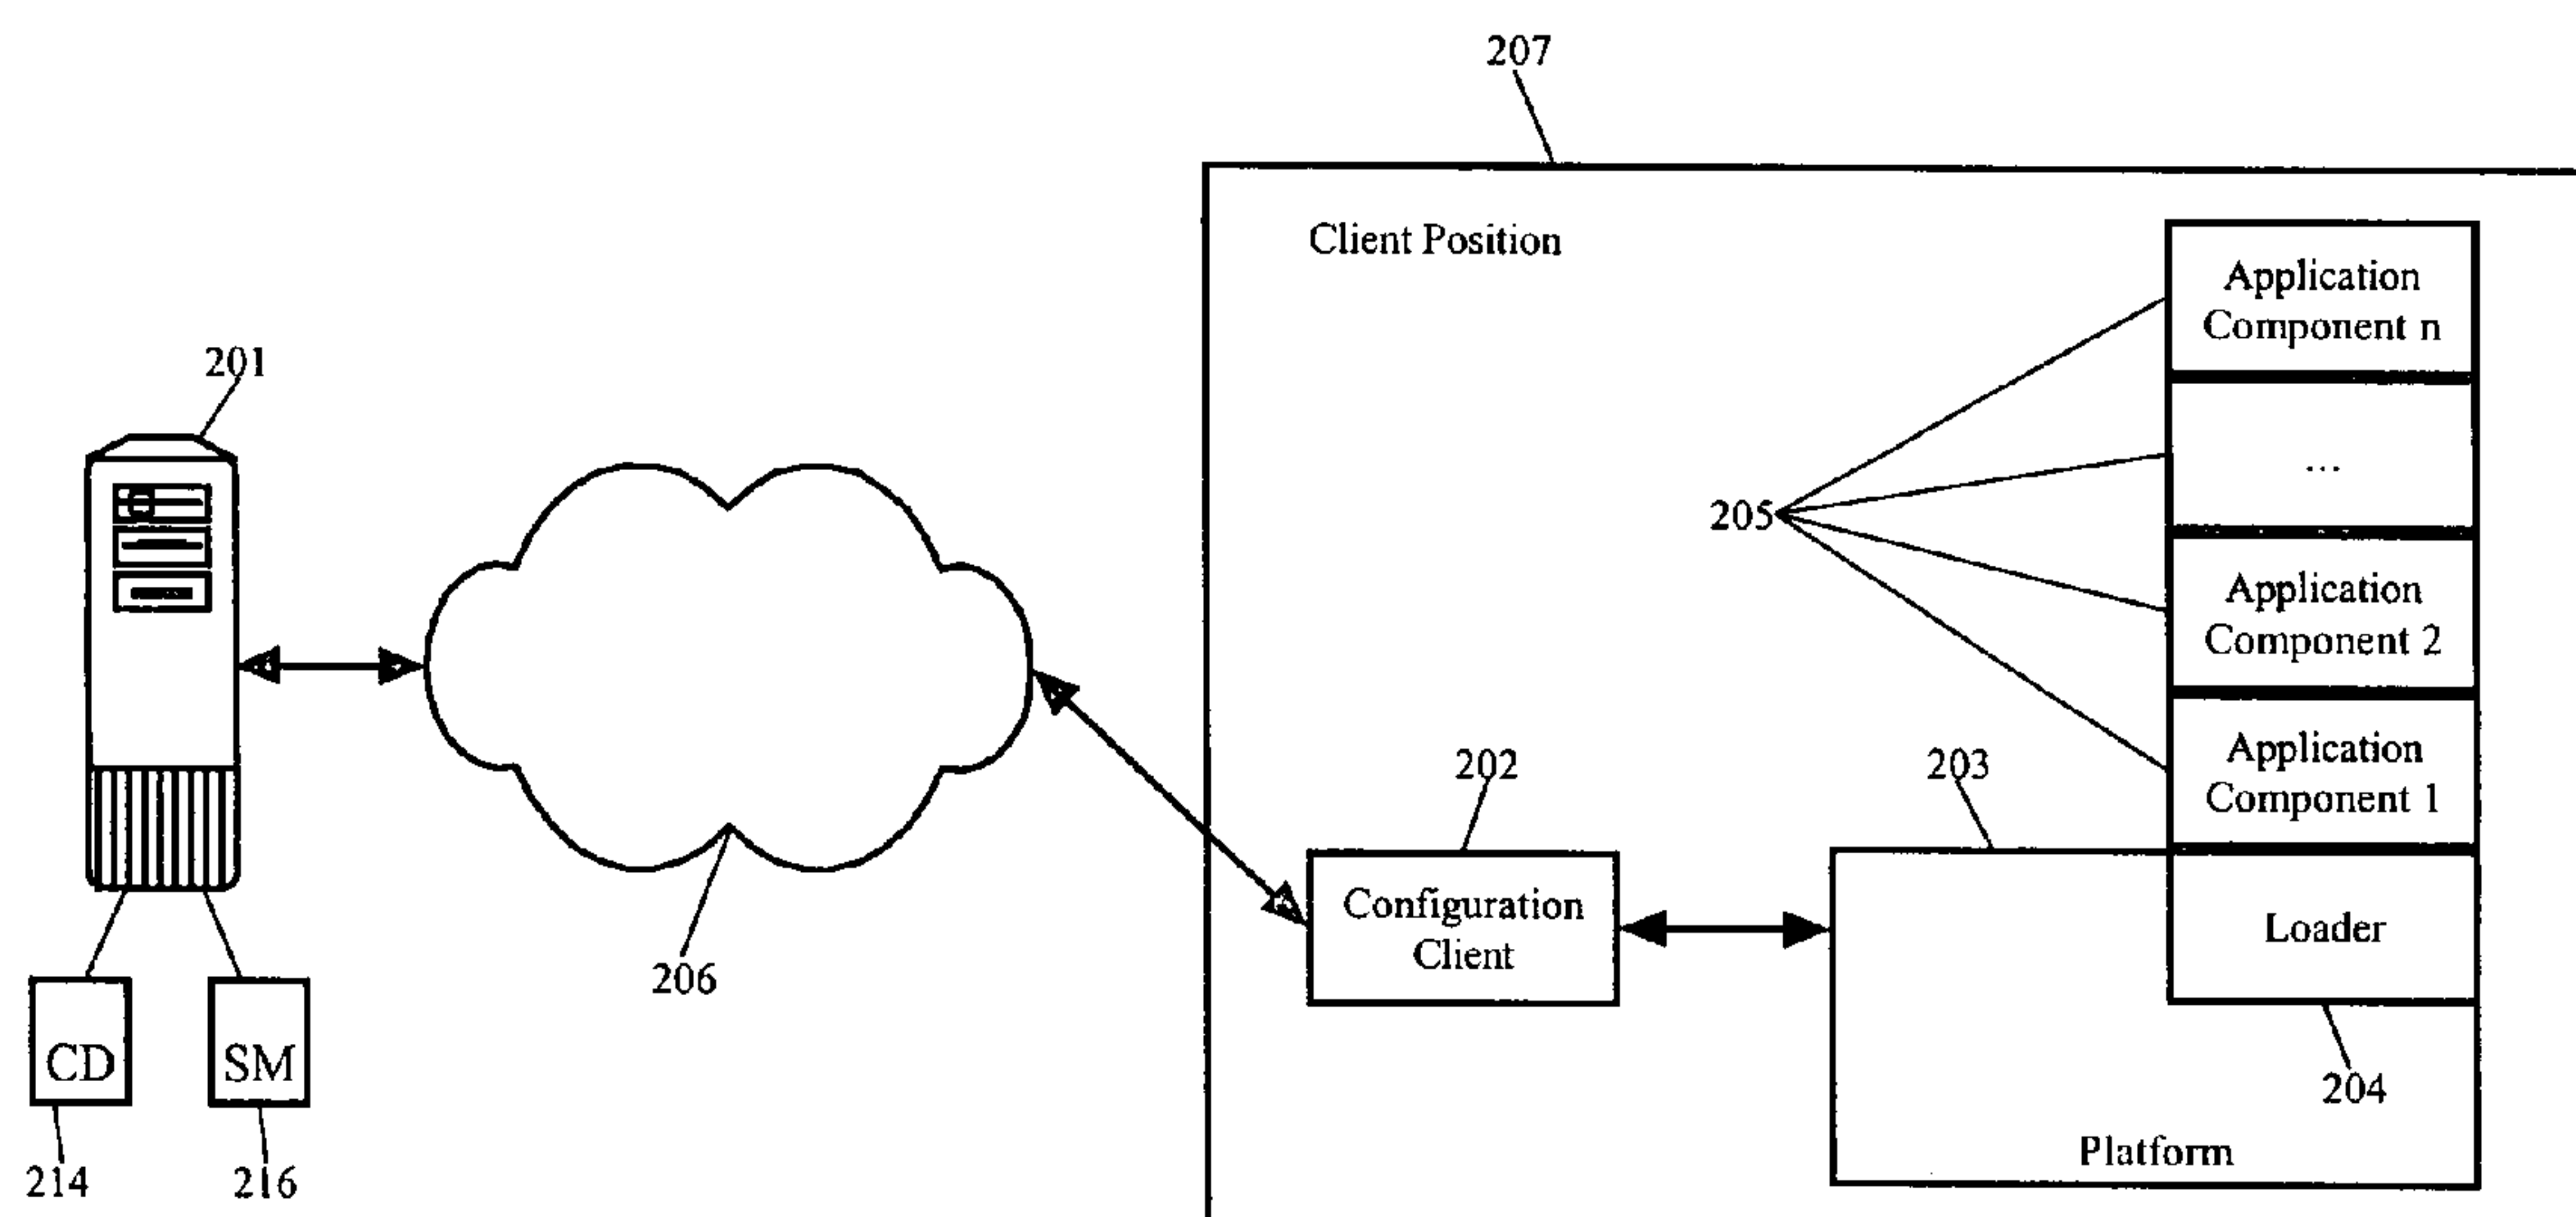 207
Client Position
Application
Component n
201
...
205
Application
Component 2
Application
Component 1
202
203
Configuration
Client
Loader
206
CD
SM
204
Platform
214
216